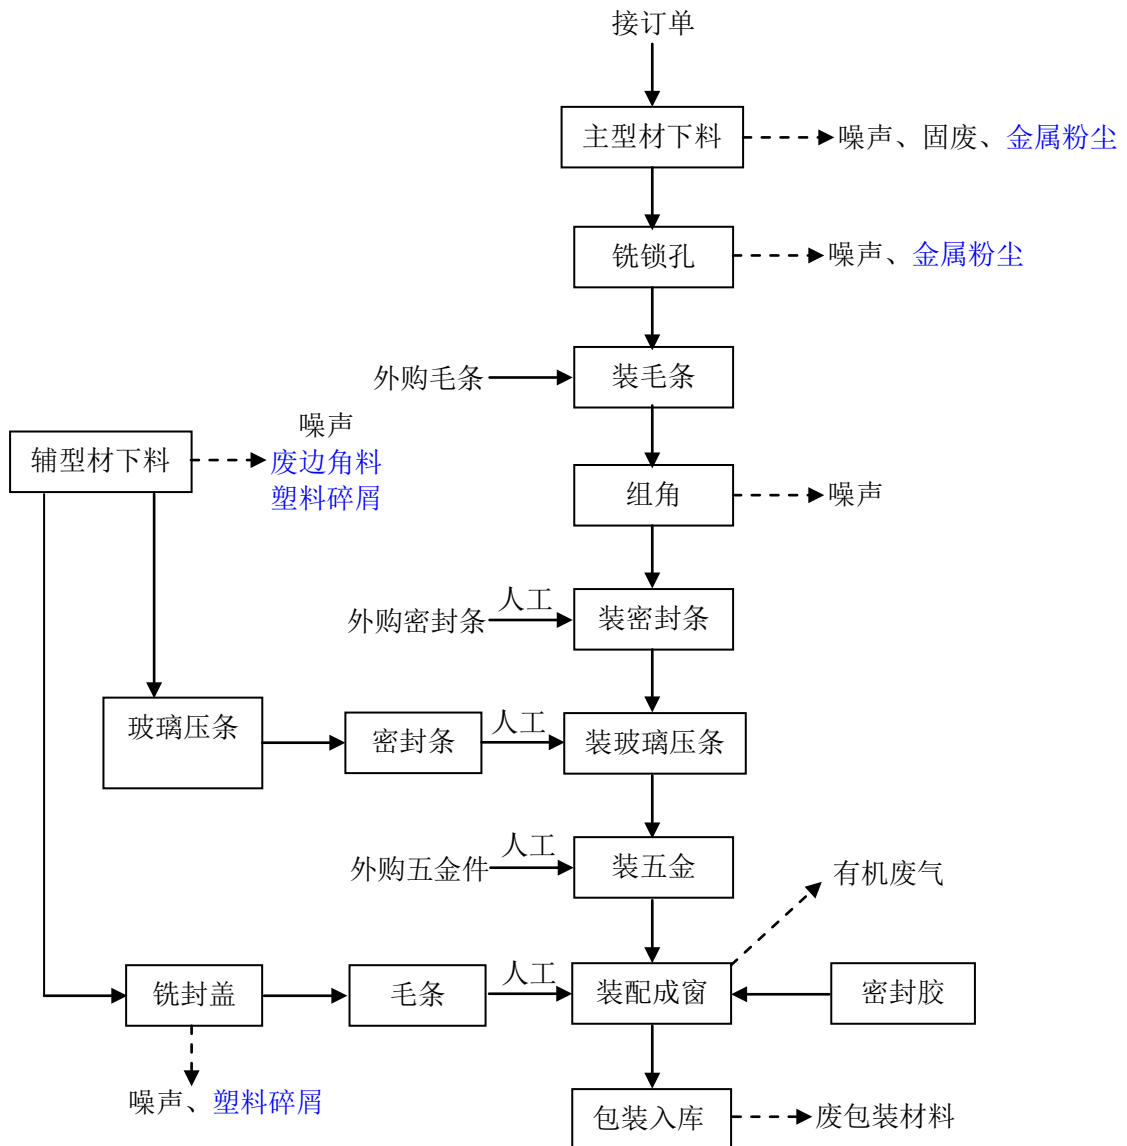 接订单
主型材下料
噪声、固废、金属粉尘
铣锁孔
噪声、金属粉尘
外购毛条
装毛条
噪声
辅型材下料
废边角料
塑料碎屑
组角
噪声
外购密封条
人工
装密封条
玻璃压条
密封条
人工
装玻璃压条
外购五金件
人工
装五金
有机废气
铣封盖
毛条
人工
装配成窗
密封胶
噪声、塑料碎屑
包装入库
废包装材料